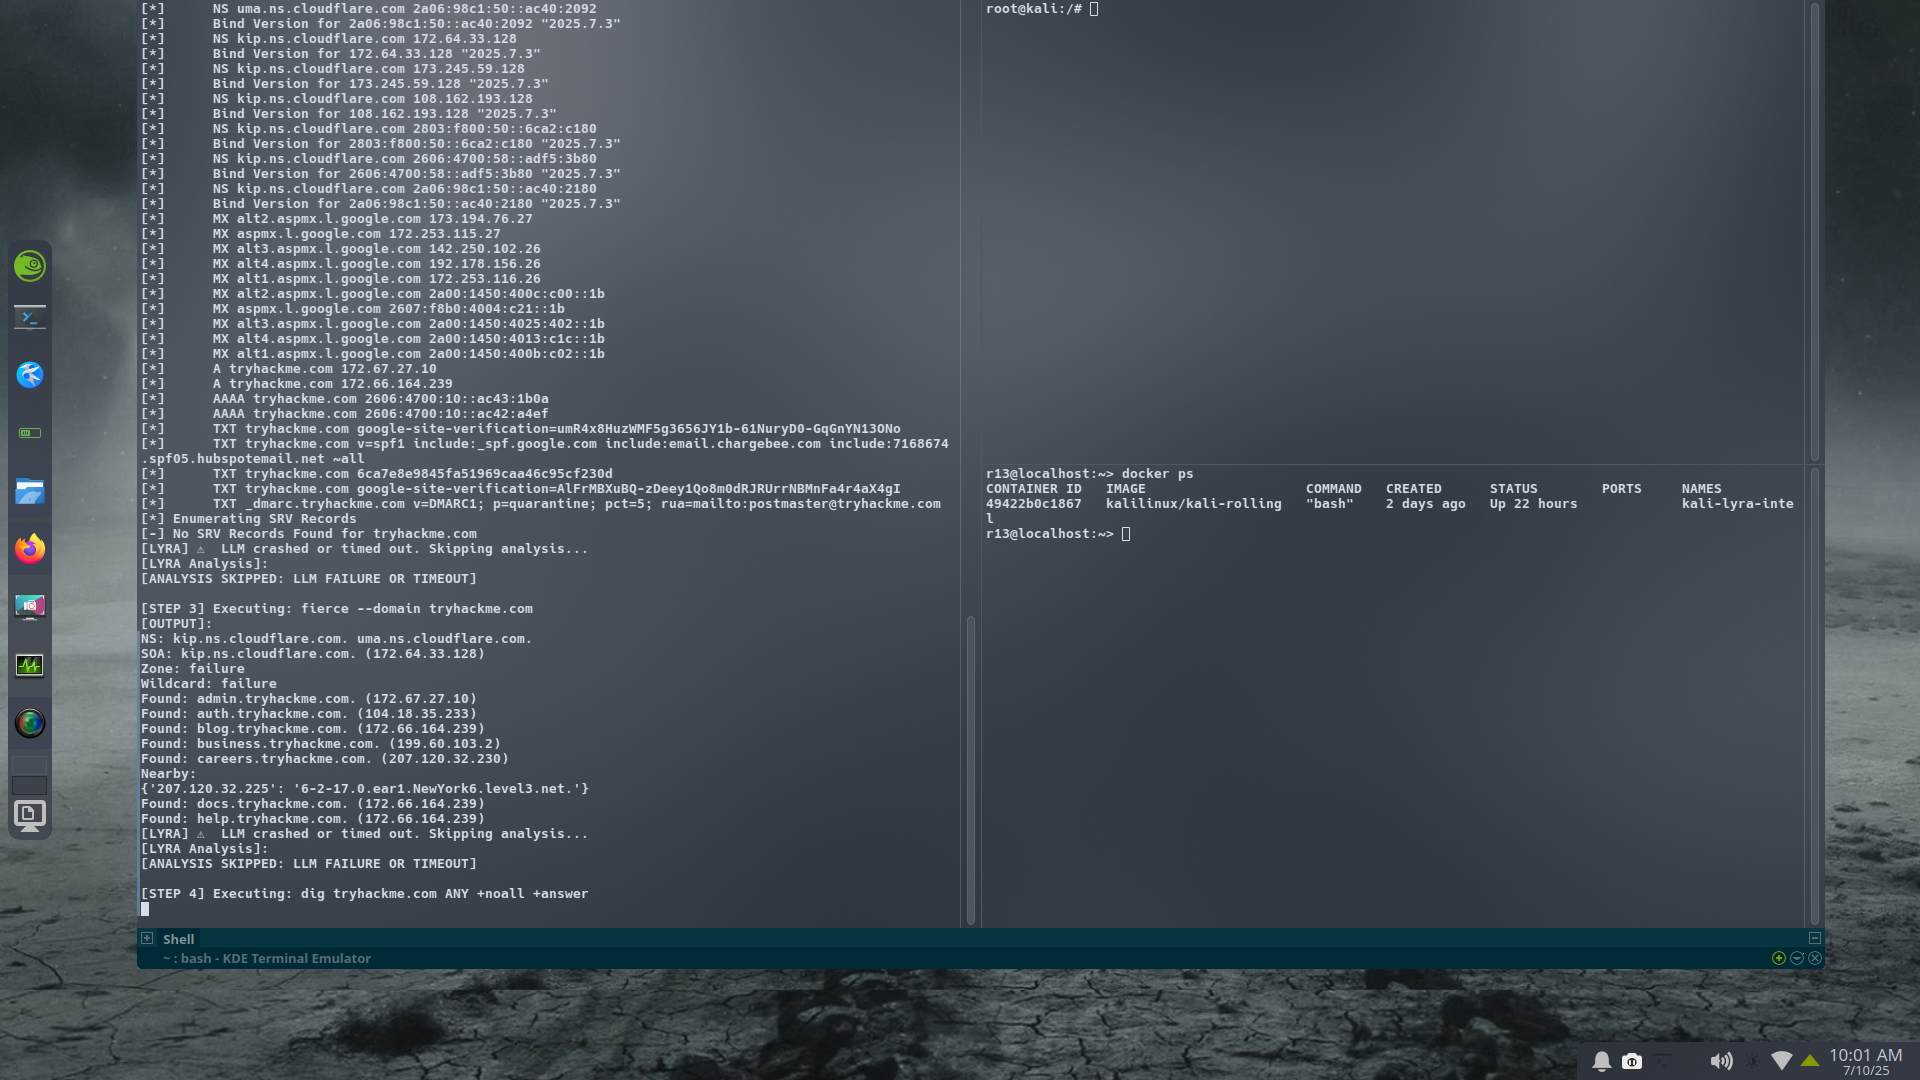 [*]      NS uma.ns.cloudflare.com 2a06:98c1:50::ac40:2092
[*]      Bind Version for 2a06:98c1:50::ac40:2092 "2025.7.3"
[*]      NS kip.ns.cloudflare.com 172.64.33.128
[*]      Bind Version for 172.64.33.128 "2025.7.3"
[*]      NS kip.ns.cloudflare.com 173.245.59.128
[*]      Bind Version for 173.245.59.128 "2025.7.3"
[*]      NS kip.ns.cloudflare.com 108.162.193.128
[*]      Bind Version for 108.162.193.128 "2025.7.3"
[*]      NS kip.ns.cloudflare.com 2803:f800:50::6ca2:c180
[*]      Bind Version for 2803:f800:50::6ca2:c180 "2025.7.3"
[*]      NS kip.ns.cloudflare.com 2606:4700:58::adf5:3b80
[*]      Bind Version for 2606:4700:58::adf5:3b80 "2025.7.3"
[*]      NS kip.ns.cloudflare.com 2a06:98c1:50::ac40:2180
[*]      Bind Version for 2a06:98c1:50::ac40:2180 "2025.7.3"
[*]      MX alt2.aspmx.l.google.com 173.194.76.27
[*]      MX aspmx.l.google.com 172.253.115.27
[*]      MX alt3.aspmx.l.google.com 142.250.102.26
[*]      MX alt4.aspmx.l.google.com 192.178.156.26
[*]      MX alt1.aspmx.l.google.com 172.253.116.26
[*]      MX alt2.aspmx.l.google.com 2a00:1450:400c:c00::1b
[*]      MX aspmx.l.google.com 2607:f8b0:4004:c21::1b
[*]      MX alt3.aspmx.l.google.com 2a00:1450:4025:402::1b
[*]      MX alt4.aspmx.l.google.com 2a00:1450:4013:c1c::1b
[*]      MX alt1.aspmx.l.google.com 2a00:1450:400b:c02::1b
[*]      A tryhackme.com 172.67.27.10
[*]      A tryhackme.com 172.66.164.239
[*]      AAAA tryhackme.com 2606:4700:10::ac43:1b0a
[*]      AAAA tryhackme.com 2606:4700:10::ac42:a4ef
[*]      TXT tryhackme.com google-site-verification=umR4x8HuzWMF5g3656JY1b-61NuryD0-GqGnYN13ONo
[*]      TXT tryhackme.com v=spf1 include:_spf.google.com include:email.chargebee.com include:7168674
.spf05.hubspotemail.net ~all
[*]      TXT tryhackme.com 6ca7e8e9845fa51969caa46c95cf230d
[*]      TXT tryhackme.com google-site-verification=AlFrMBXuBQ-zDeey1Qo8m0dRJRUrrNBMnFa4r4aX4gI
[*]      TXT _dmarc.tryhackme.com v=DMARC1; p=quarantine; pct=5; rua=mailto:postmaster@tryhackme.com
[*] Enumerating SRV Records
[-] No SRV Records Found for tryhackme.com
[LYRA] ⚠  LLM crashed or timed out. Skipping analysis...
[LYRA Analysis]:
[ANALYSIS SKIPPED: LLM FAILURE OR TIMEOUT]
[STEP 3] Executing: fierce --domain tryhackme.com
[OUTPUT]:
NS: kip.ns.cloudflare.com. uma.ns.cloudflare.com.
SOA: kip.ns.cloudflare.com. (172.64.33.128)
Zone: failure
Wildcard: failure
Found: admin.tryhackme.com. (172.67.27.10)
Found: auth.tryhackme.com. (104.18.35.233)
Found: blog.tryhackme.com. (172.66.164.239)
Found: business.tryhackme.com. (199.60.103.2)
Found: careers.tryhackme.com. (207.120.32.230)
Nearby:
{'207.120.32.225': '6-2-17.0.ear1.NewYork6.level3.net.'}
Found: docs.tryhackme.com. (172.66.164.239)
Found: help.tryhackme.com. (172.66.164.239)
[LYRA] ⚠  LLM crashed or timed out. Skipping analysis...
[LYRA Analysis]:
[ANALYSIS SKIPPED: LLM FAILURE OR TIMEOUT]
[STEP 4] Executing: dig tryhackme.com ANY +noall +answer
root@kali:/#
r13@localhost:~> docker ps
CONTAINER ID   IMAGE                    COMMAND   CREATED      STATUS        PORTS     NAMES
49422b0c1867   kalilinux/kali-rolling   "bash"    2 days ago   Up 22 hours             kali-lyra-inte
l
r13@localhost:~>
Shell
~ : bash - KDE Terminal Emulator
10:01 AM
7/10/25